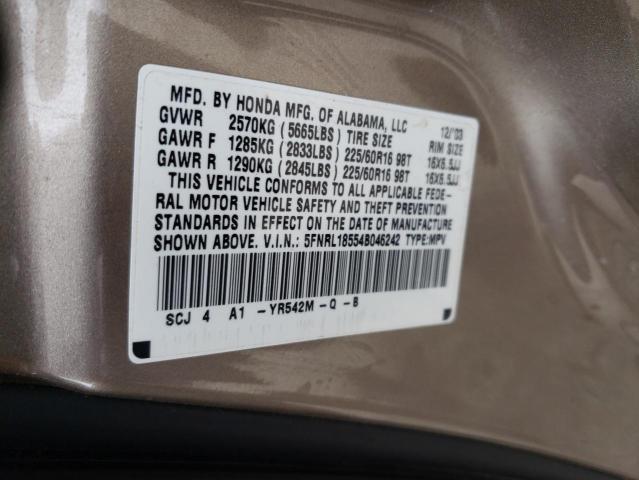 MFD. BY HONDA MFG. OF ALABAMA, LLC 12/03
GVWR 2570KG (5665LBS) TIRE SIZE RIM SIZE
GAWR F 1285KG (2833LBS) 225/60R16 98T 16X6.5JJ
GAWR R 1290KG (2845LBS) 225/60R16 98T 16X6.5JJ
THIS VEHICLE CONFORMS TO ALL APPLICABLE FEDE-
RAL MOTOR VEHICLE SAFETY AND THEFT PREVENTION
STANDARDS IN EFFECT ON THE DATE OF MANUFACTURE
SHOWN ABOVE. V.I.N.: 5FNRL18554B046242 TYPE:MPV
SCJ 4 A1 -YR542M-Q-B